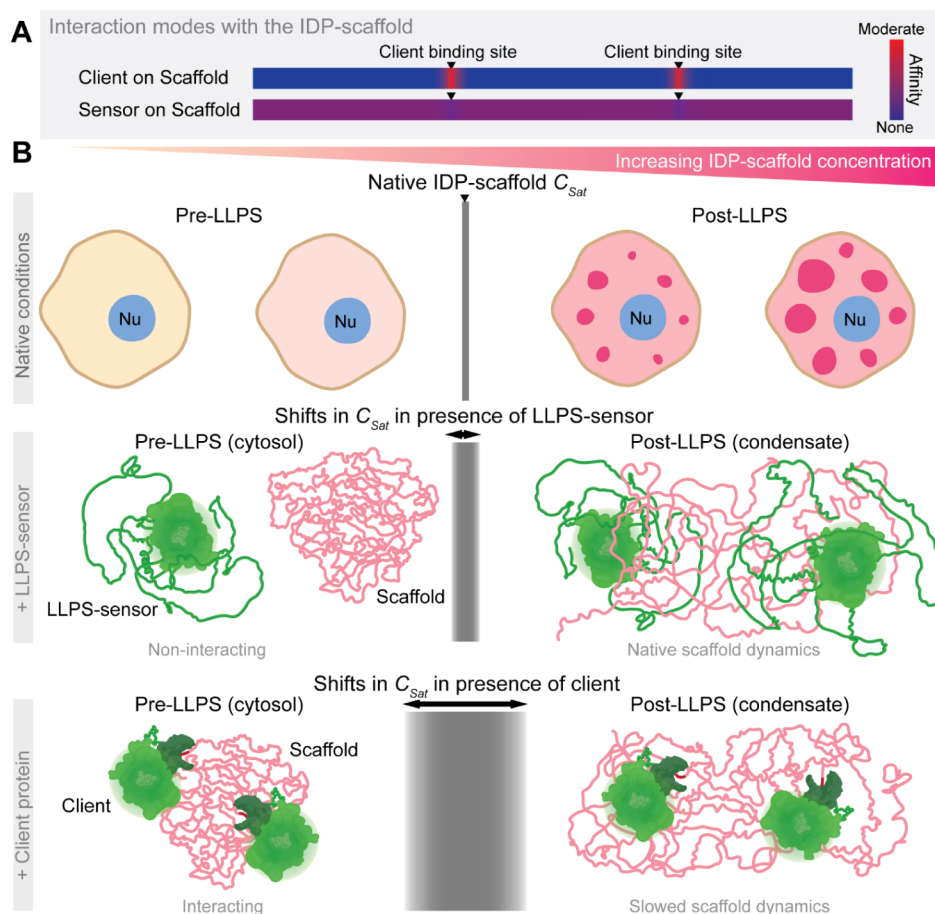 A
Interaction modes with the IDP-scaffold
Moderate
Client binding site
Client binding site
Client on Scaffold
Sensor on Scaffold
Affinity
None
B
Increasing IDP-scaffold concentration
Native IDP-scaffold C_Sat
Native conditions
Pre-LLPS
Post-LLPS
Nu
Nu
Nu
Nu
Shifts in C_Sat in presence of LLPS-sensor
+ LLPS-sensor
Pre-LLPS (cytosol)
Post-LLPS (condensate)
LLPS-sensor
Scaffold
Non-interacting
Native scaffold dynamics
Shifts in C_Sat in presence of client
+ Client protein
Pre-LLPS (cytosol)
Post-LLPS (condensate)
Scaffold
Client
Interacting
Slowed scaffold dynamics